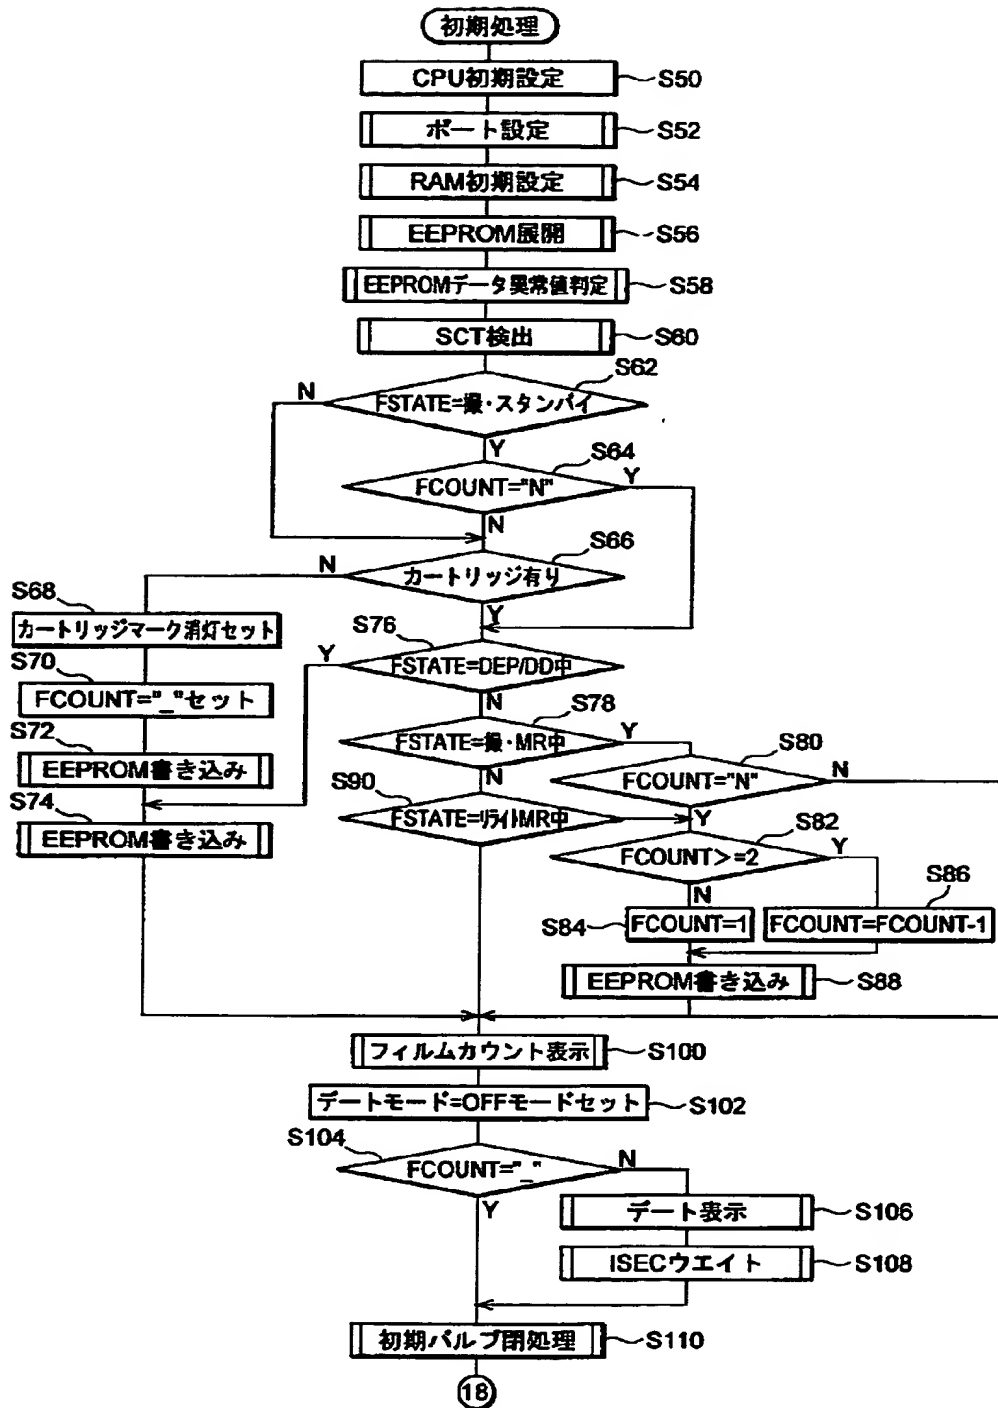 初期処理
CPU初期設定 S50
ポート設定 S52
RAM初期設定 S54
EEPROM展開 S56
EEPROMデータ異常値判定 S58
SCT検出 S60
S62
N FSTATE=撮・スタンバイ
Y S64
FCOUNT="N" Y
N
S66
N カートリッジ有り
Y
S68
カートリッジマーク消灯セット
S76
Y FSTATE=DEP/DD中
N
S70
FCOUNT="_"セット
S78
FSTATE=撮・MR中 Y
N
S72
EEPROM書き込み
S80
FCOUNT="N" N
Y
S74
EEPROM書き込み
S90
FSTATE=リライトMR中
S82
FCOUNT>=2 Y
N
S84 FCOUNT=1
S86
FCOUNT=FCOUNT-1
EEPROM書き込み S88
フィルムカウント表示 S100
デートモード=OFFモードセット S102
S104
FCOUNT="_" N
Y
デート表示 S106
ISECウエイト S108
初期バルブ閉処理 S110
18